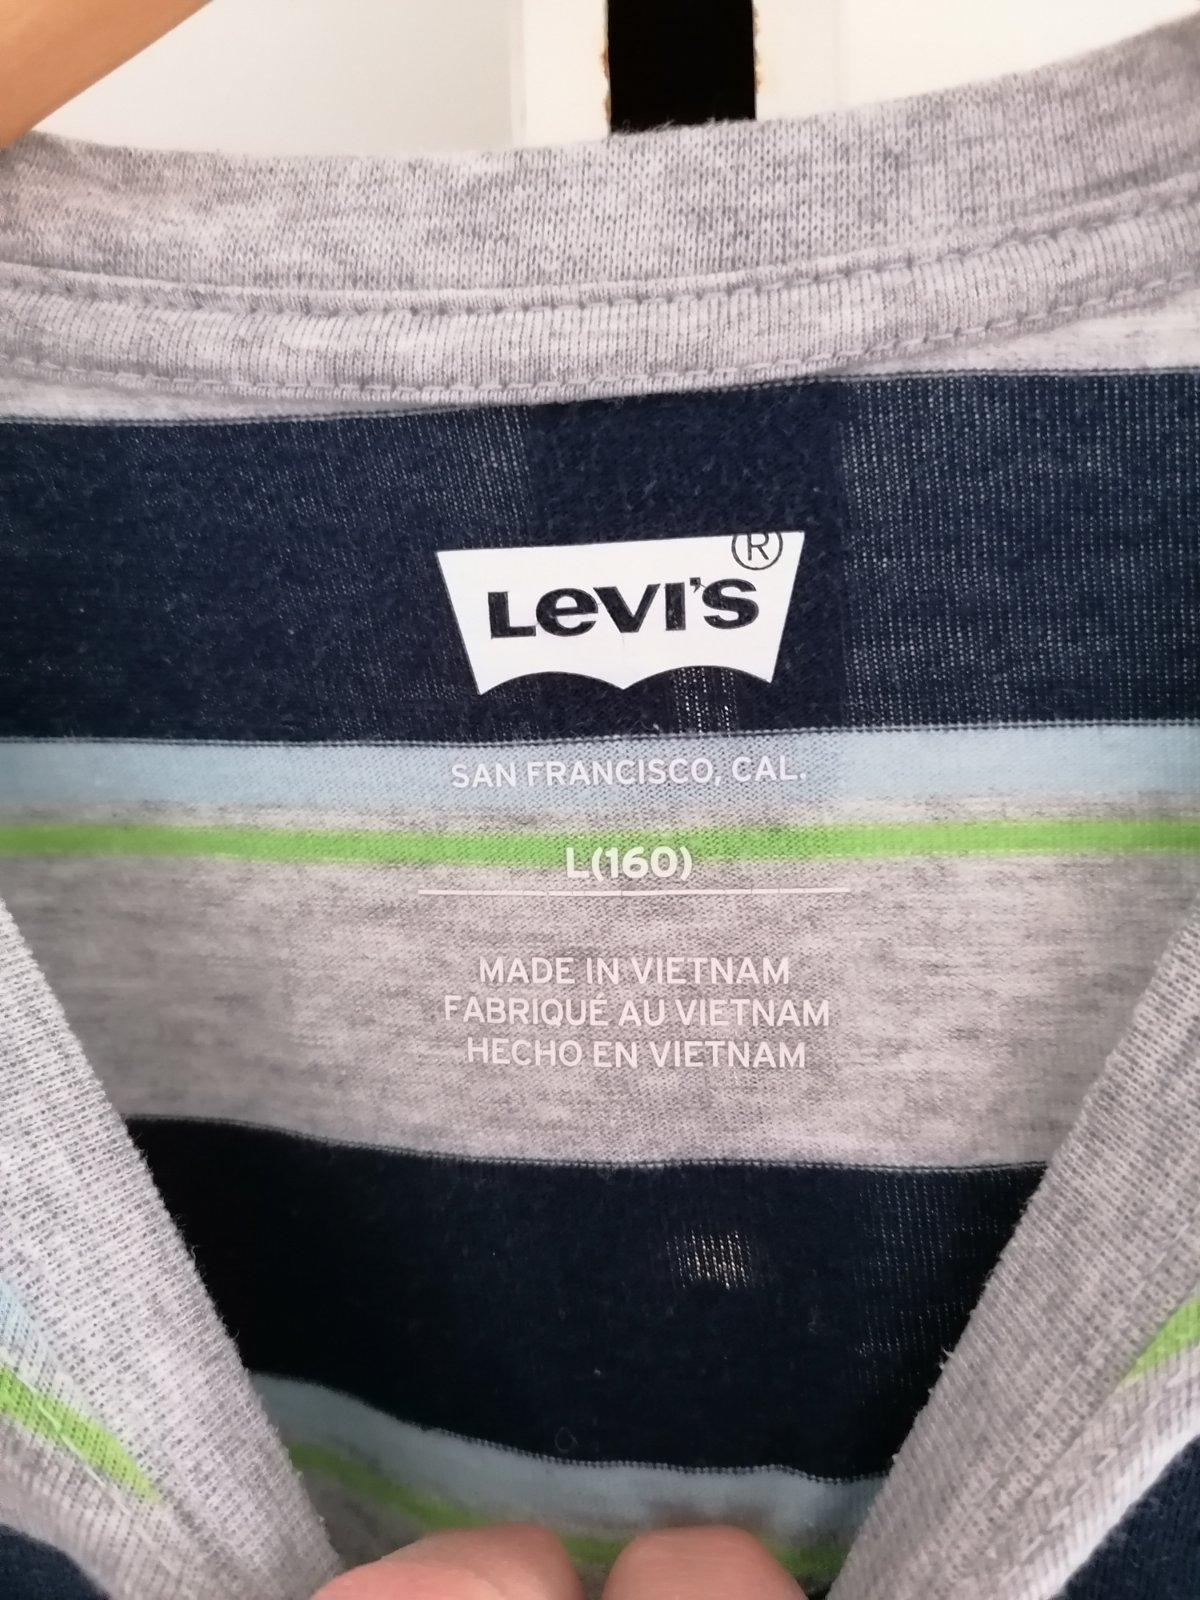 LEVI'S®
SAN FRANCISCO, CAL.
L(160)
MADE IN VIETNAM
FABRIQUÉ AU VIETNAM
HECHO EN VIETNAM